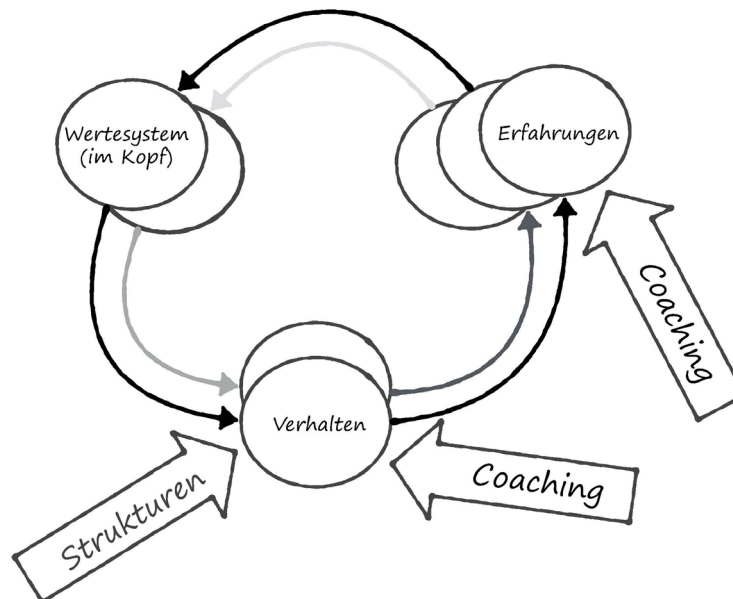 Wertesystem
(im Kopf)
Erfahrungen
Coaching
Verhalten
Coaching
Strukturen